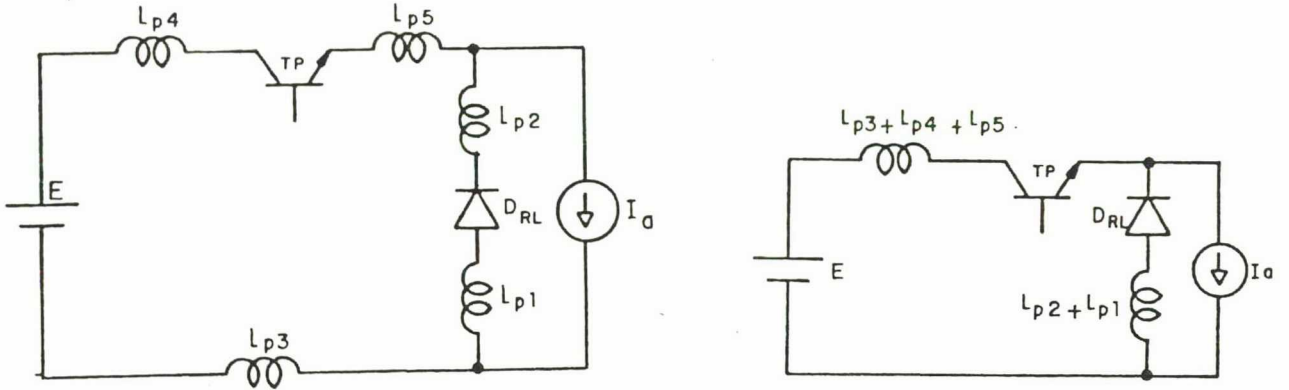 Lp4
Lp5
TP
Lp2
E
DRL
Ia
Lp1
Lp3
Lp3 + Lp4 + Lp5
TP
DRL
E
Ia
Lp2 + Lp1